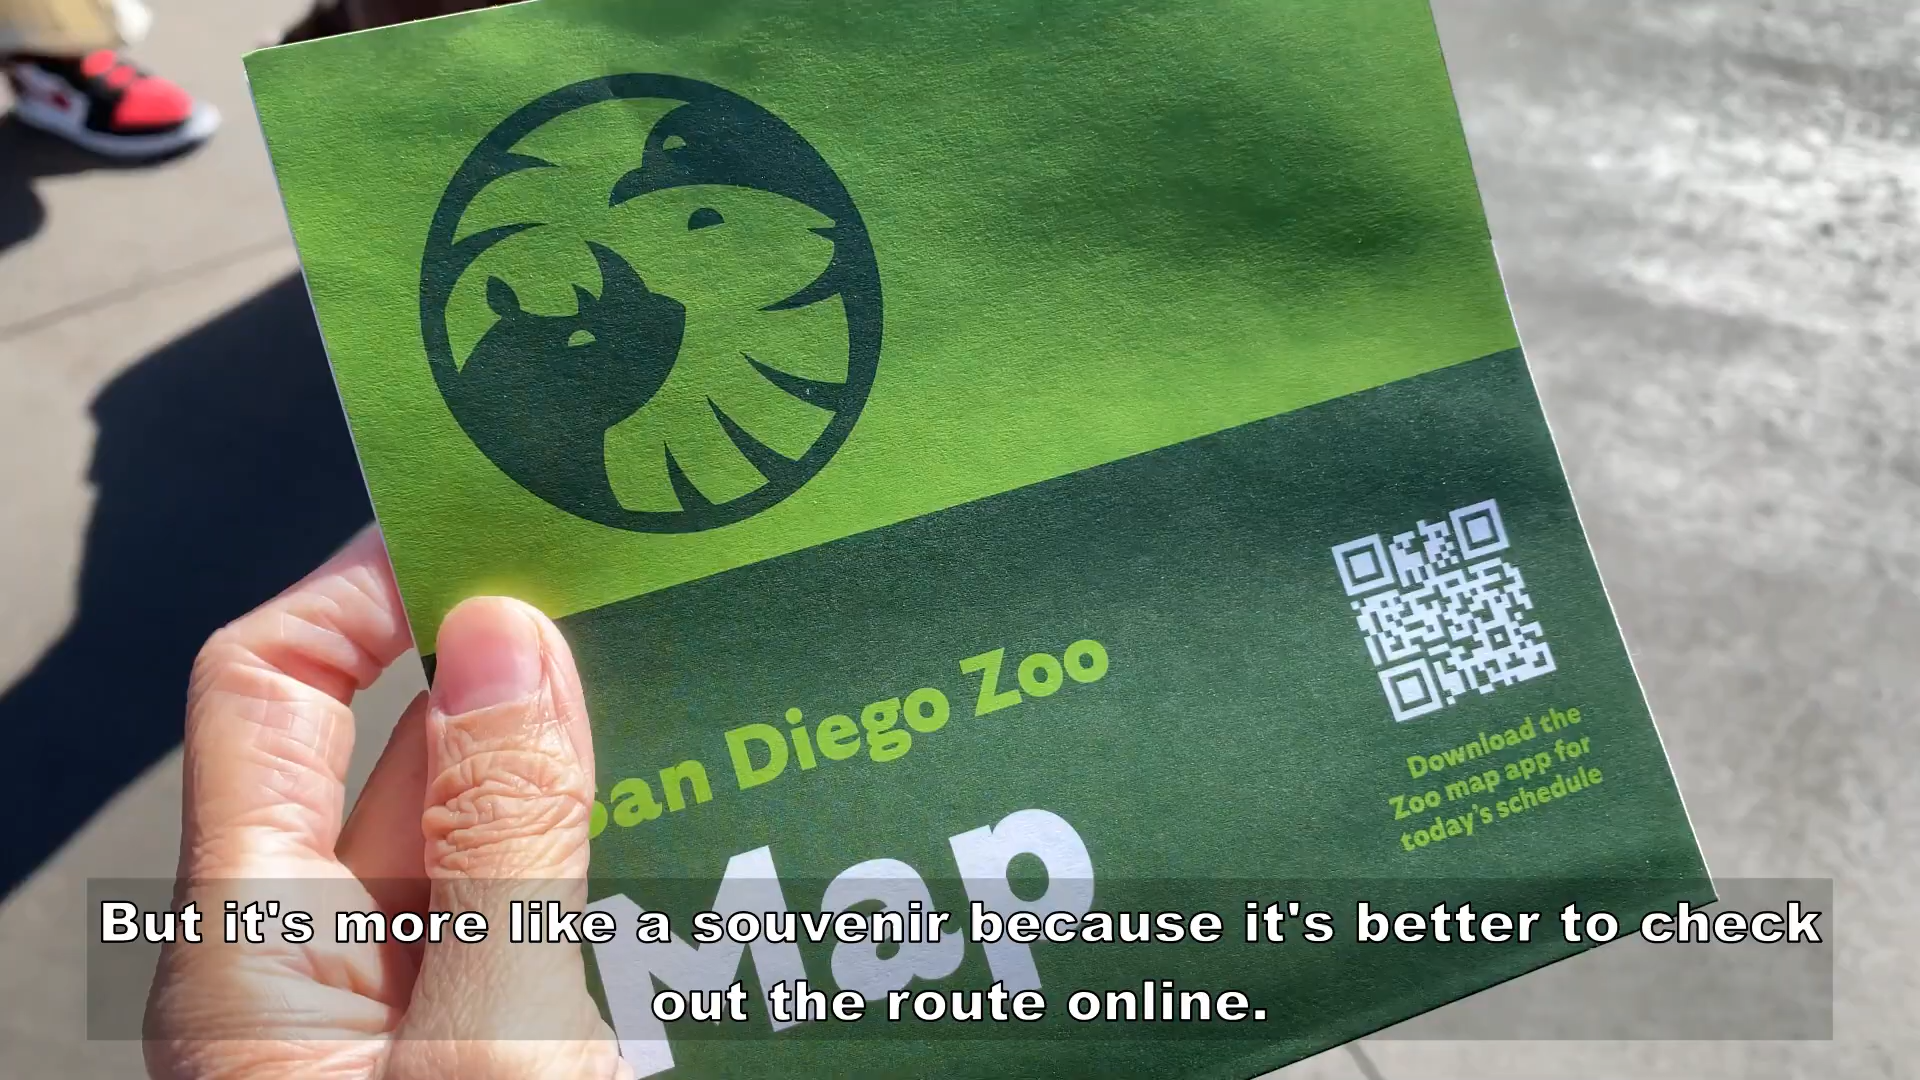 San Diego Zoo
Map
Download the
Zoo map app for
today's schedule
But it's more like a souvenir because it's better to check
out the route online.